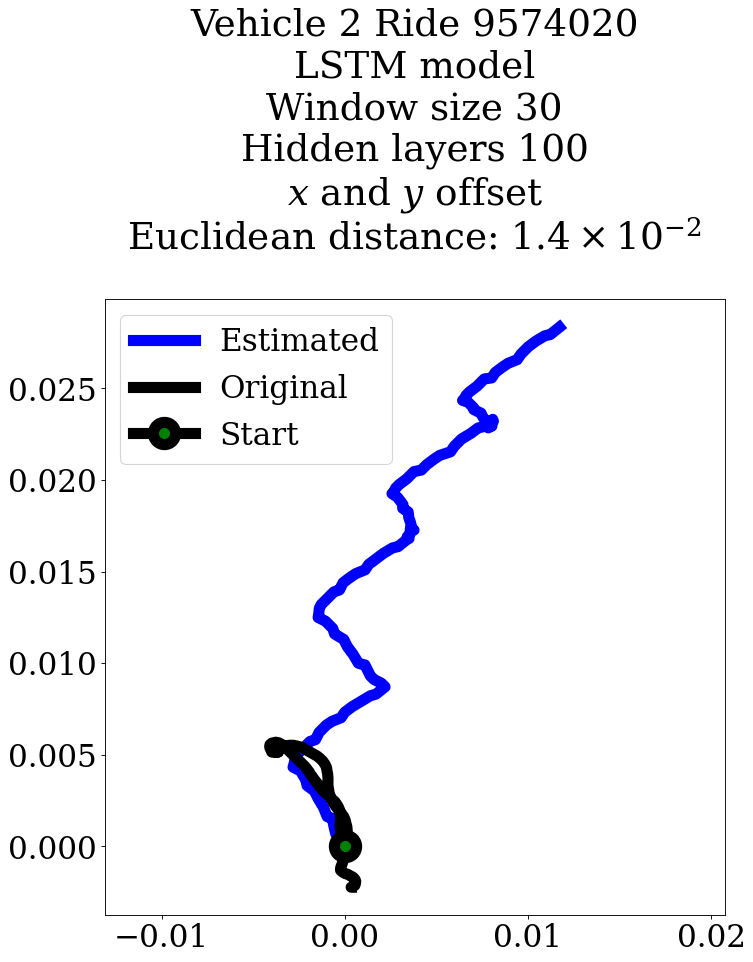 Vehicle 2 Ride 9574020
LSTM model
Window size 30
Hidden layers 100
x and y offset
Euclidean distance: 1.4 × 10⁻²
Estimated
Original
Start
0.025
0.020
0.015
0.010
0.005
0.000
−0.01 0.00 0.01 0.02